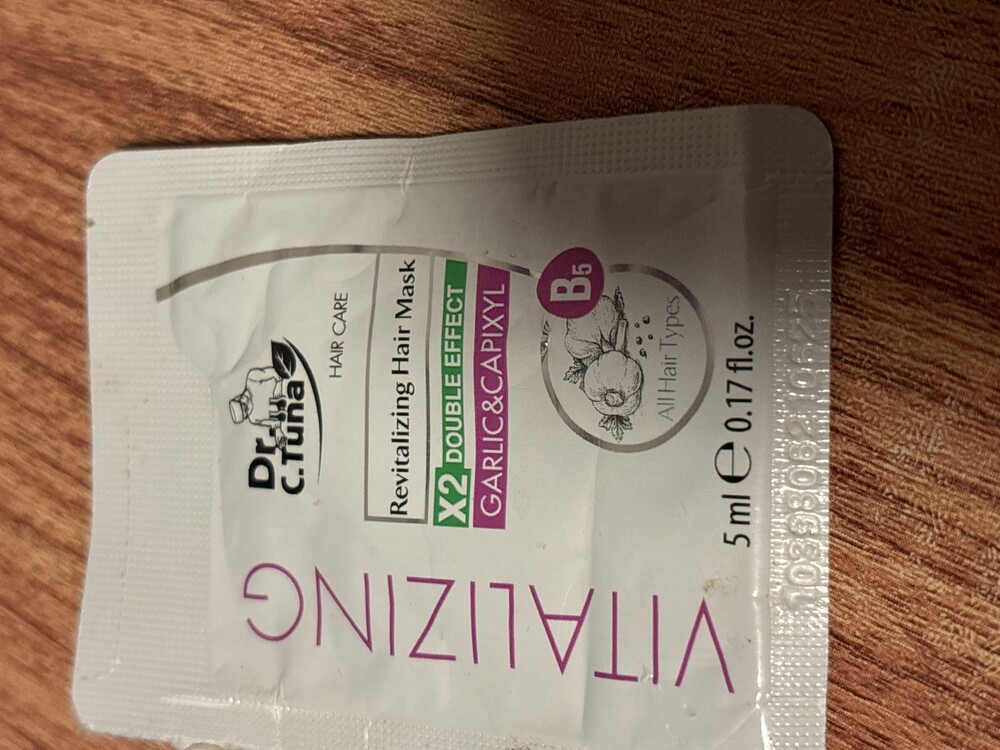 VITALIZING
Dr.
C.Tuna
HAIR CARE
Revitalizing Hair Mask
X2 DOUBLE EFFECT
GARLIC&CAPIXYL
B5
All Hair Types
5 ml e 0.17 fl.oz.